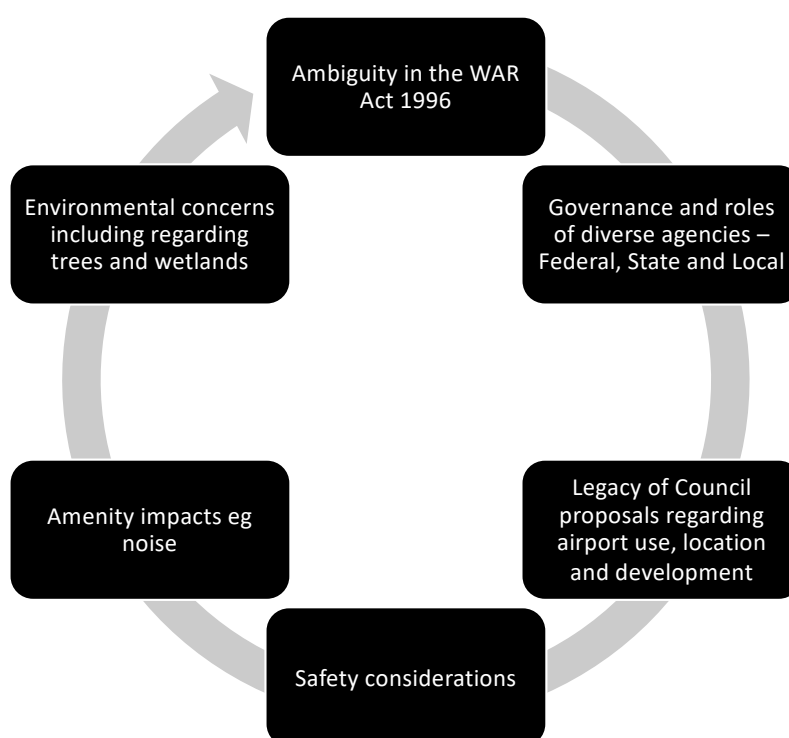 Ambiguity in the WAR
Act 1996
Governance and roles
of diverse agencies –
Federal, State and Local
Legacy of Council
proposals regarding
airport use, location
and development
Safety considerations
Amenity impacts eg
noise
Environmental concerns
including regarding
trees and wetlands